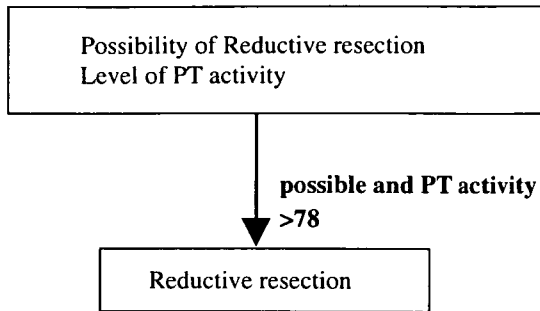 Possibility of Reductive resection
Level of PT activity
possible and PT activity
>78
Reductive resection